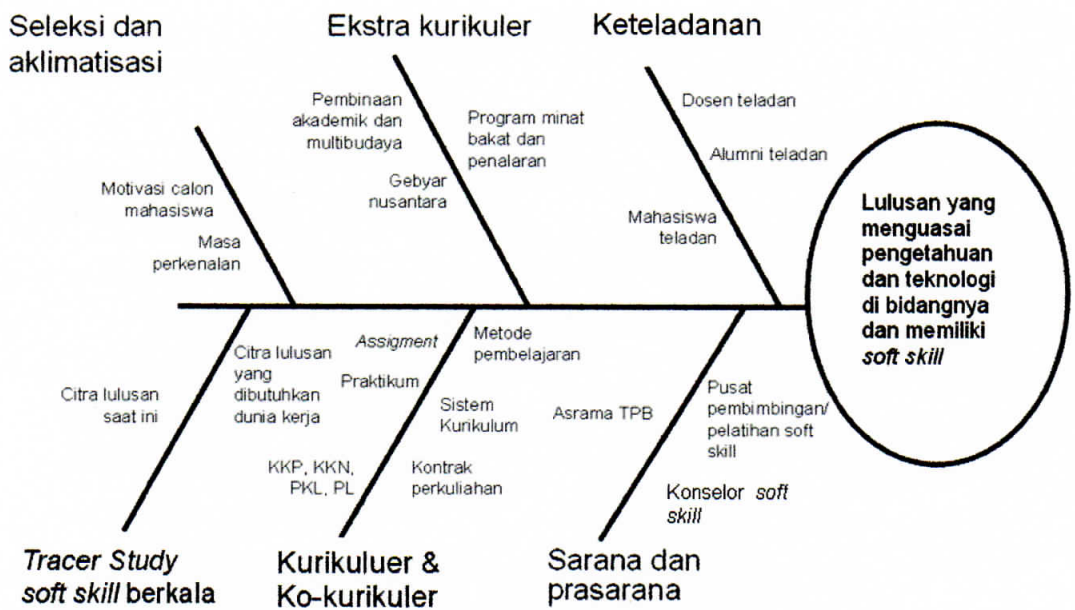 Seleksi dan
aklimatisasi
Ekstra kurikuler
Keteladanan
Motivasi calon
mahasiswa
Masa
perkenalan
Pembinaan
akademik dan
multibudaya
Gebyar
nusantara
Program minat
bakat dan
penalaran
Dosen teladan
Alumni teladan
Mahasiswa
teladan
Lulusan yang
menguasai
pengetahuan
dan teknologi
di bidangnya
dan memiliki
soft skill
Citra lulusan
saat ini
Citra lulusan
yang
dibutuhkan
dunia kerja
Assigment
Praktikum
KKP, KKN,
PKL, PL
Metode
pembelajaran
Sistem
Kurikulum
Kontrak
perkuliahan
Asrama TPB
Pusat
pembimbingan/
pelatihan soft
skill
Konselor soft
skill
Tracer Study
soft skill berkala
Kurikuluer &
Ko-kurikuler
Sarana dan
prasarana